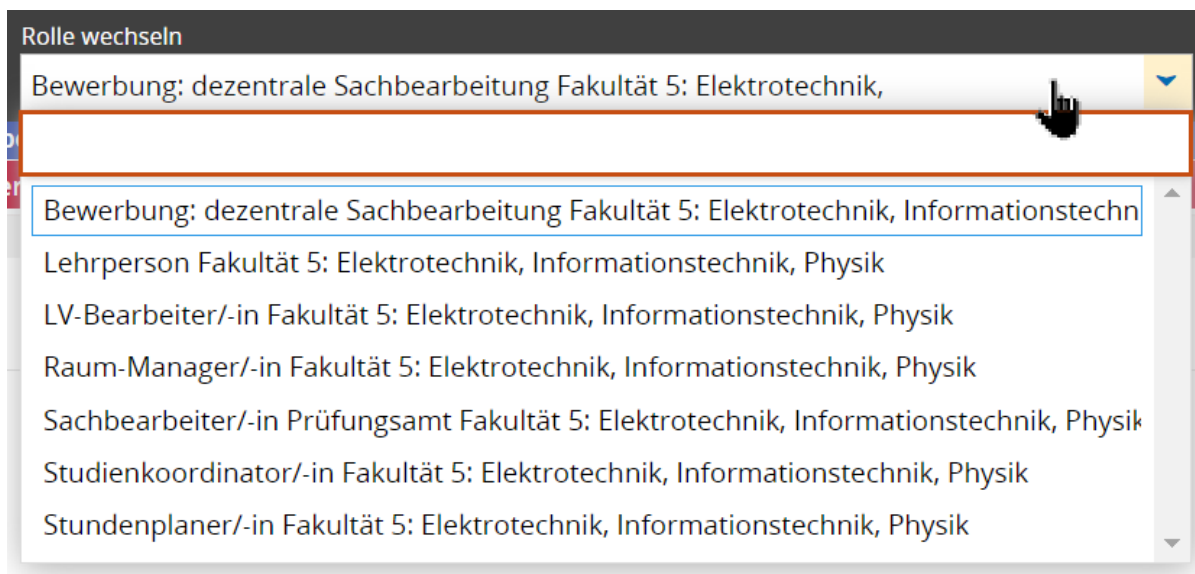 Rolle wechseln
Bewerbung: dezentrale Sachbearbeitung Fakultät 5: Elektrotechnik,
Bewerbung: dezentrale Sachbearbeitung Fakultät 5: Elektrotechnik, Informationstechn
Lehrperson Fakultät 5: Elektrotechnik, Informationstechnik, Physik
LV-Bearbeiter/-in Fakultät 5: Elektrotechnik, Informationstechnik, Physik
Raum-Manager/-in Fakultät 5: Elektrotechnik, Informationstechnik, Physik
Sachbearbeiter/-in Prüfungsamt Fakultät 5: Elektrotechnik, Informationstechnik, Physik
Studienkoordinator/-in Fakultät 5: Elektrotechnik, Informationstechnik, Physik
Stundenplaner/-in Fakultät 5: Elektrotechnik, Informationstechnik, Physik